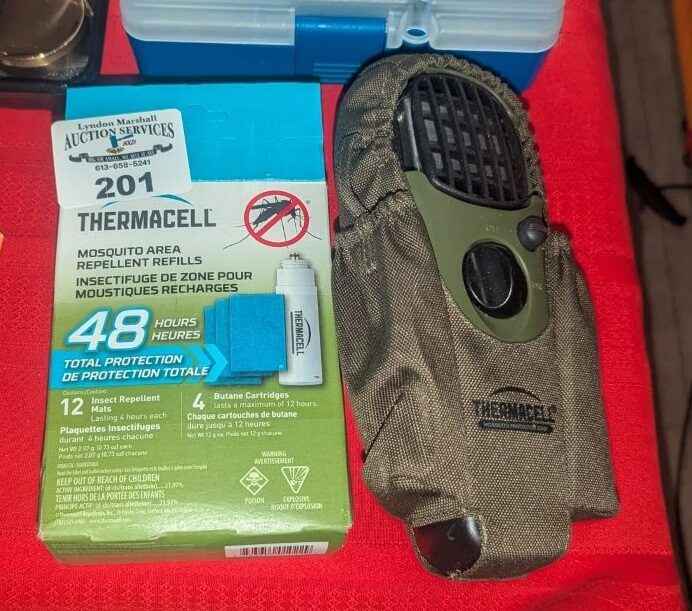 Lyndon Marshall
AUCTION SERVICES
613-658-5241
201
THERMACELL
MOSQUITO AREA
REPELLENT REFILLS
INSECTIFUGE DE ZONE POUR
MOUSTIQUES RECHARGES
48 HOURS
HEURES
TOTAL PROTECTION
DE PROTECTION TOTALE
THERMACELL
12 Insect Repellent
Mats
Lasting 4 hours each
Plaquettes Insectifuges
durant 4 heures chacune
4 Butane Cartridges
lasts a maximum of 12 hours.
Chaque cartouches de butane
dure jusqu'à 12 heures
WARNING
AVERTISSEMENT
POISON
EXPLOSIVE
RISQUE D'EXPLOSION
KEEP OUT OF REACH OF CHILDREN
TENIR HORS DE LA PORTÉE DES ENFANTS
THERMACELL